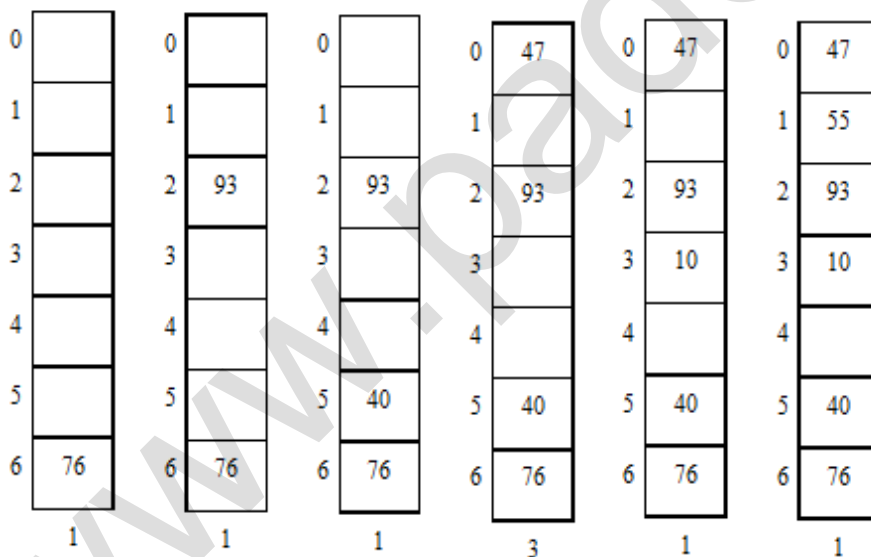 0 0 0 0 47 0 47 0 47
1 1 1 1 1 1 55
2 2 93 2 93 2 93 2 93 2 93
3 3 3 3 3 10 3 10
4 4 4 4 4 4
5 5 5 40 5 40 5 40 5 40
6 76 6 76 6 76 6 76 6 76 6 76
1 1 1 3 1 1
www.pad